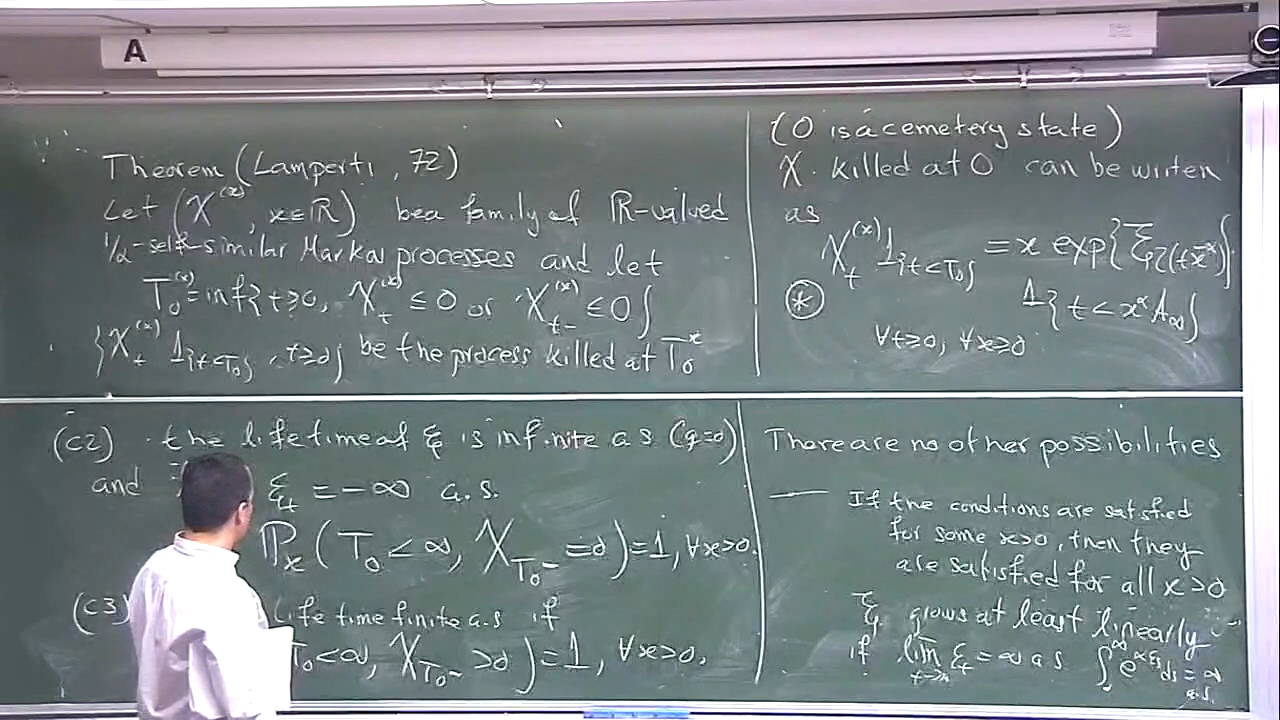 A
Theorem (Lamperti, 72)
Let (X^(x), x∈ℝ) be a family of ℝ-valued
1/α-self-similar Markov processes and let
T_0^(x) = inf{t≥0, X_t^(x) ≤ 0 or X_{t-}^(x) ≤ 0}
{X_t^(x) 1_{t<T_0}, t≥0} be the process killed at T_0^x
(0 is a cemetery state)
X. killed at 0 can be writen
as
X_t^(x) 1_{t<T_0} = x exp{ξ_{τ(tx^{-α})}}
⊛ 1{t < x^α A_∞}
∀t≥0, ∀x≥0
(C2) · the lifetime of ξ is infinite a.s. (q=0)
and ξ_t = -∞ a.s.
ℙ_x (T_0 < ∞, X_{T_0-} = 0) = 1, ∀x>0.
(C3) Life time finite a.s if
T_0 < ∞, X_{T_0-} > 0) = 1, ∀x>0.
There are no other possibilities
— If the conditions are satisfied
for some x>0, then they
are satisfied for all x>0
ξ grows at least linearly
if lim_{t→∞} ξ_t = ∞ a.s ∫_0^∞ e^{αξ_s} ds = ∞
a.s.